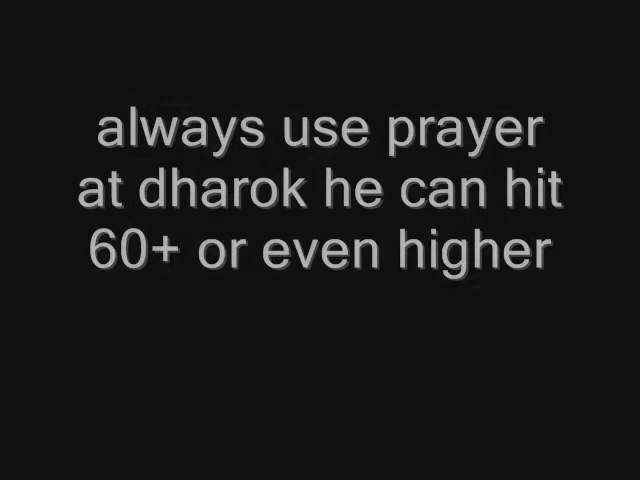 always use prayer
at dharok he can hit
60+ or even higher